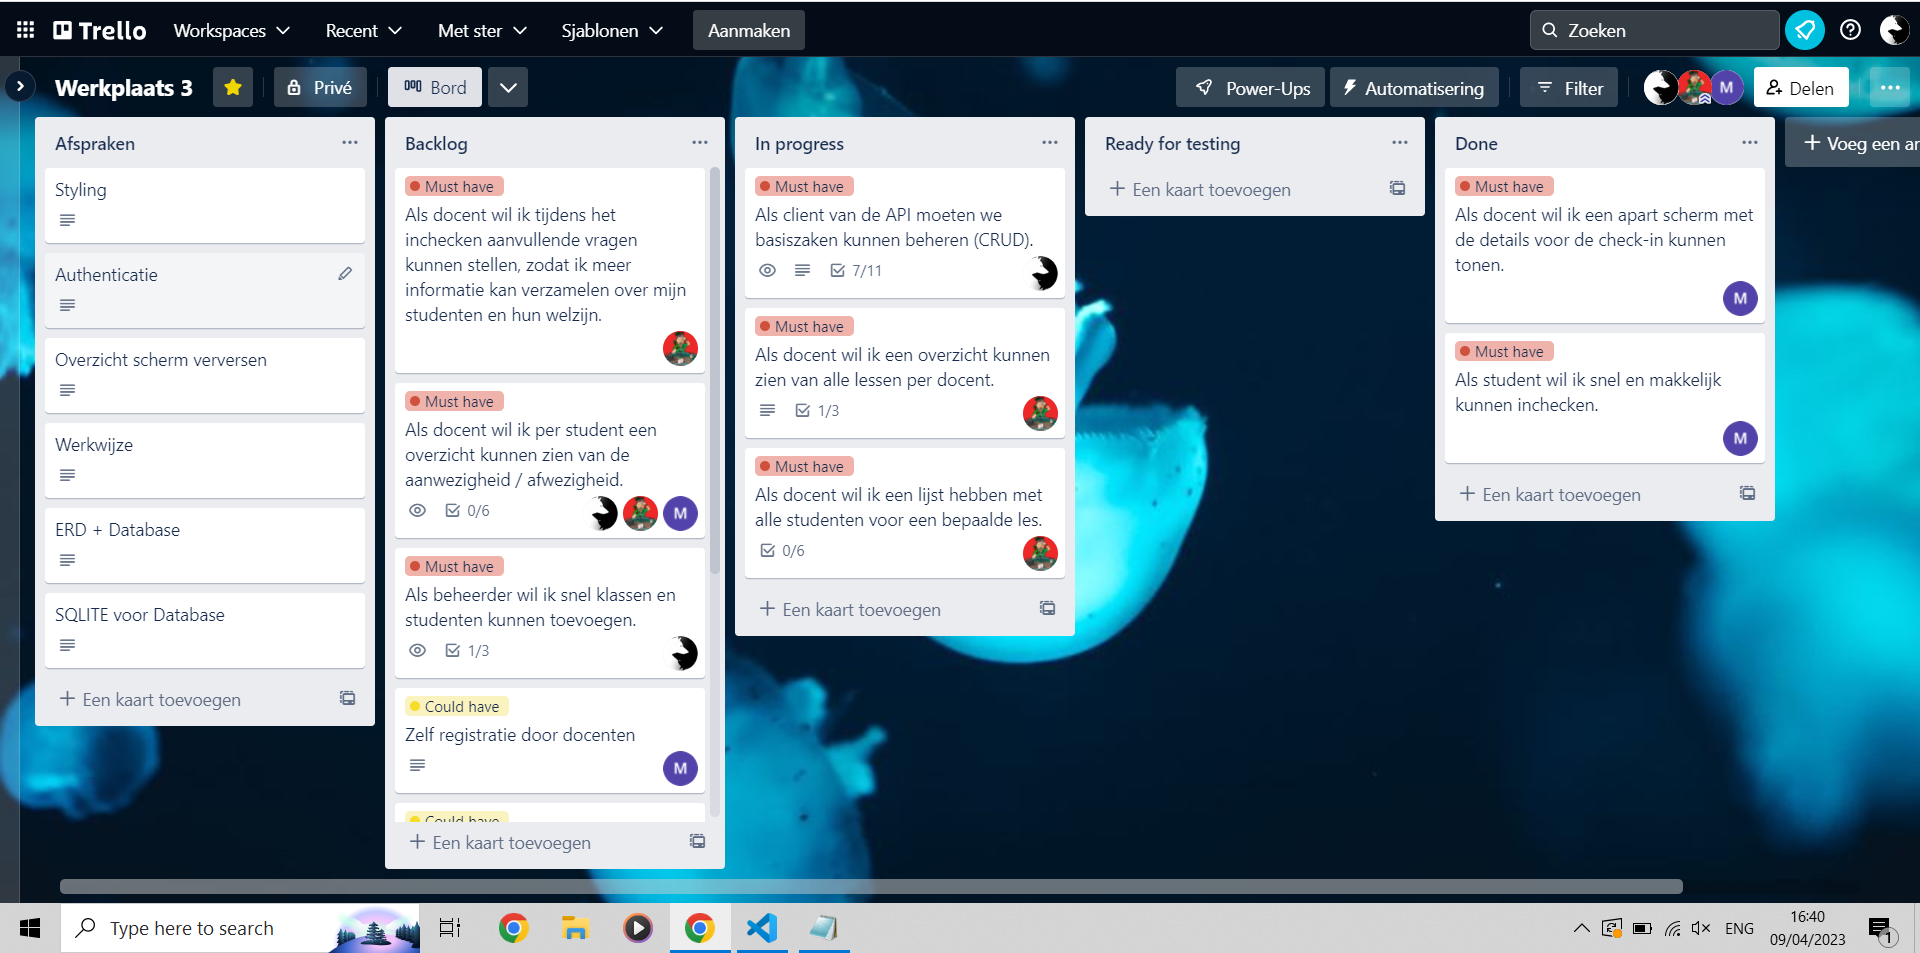 Trello
Workspaces
Recent
Met ster
Sjablonen
Aanmaken
Zoeken
Werkplaats 3
Privé
Bord
Power-Ups
Automatisering
Filter
M
Delen
Afspraken
Styling
Authenticatie
Overzicht scherm verversen
Werkwijze
ERD + Database
SQLITE voor Database
Een kaart toevoegen
Backlog
Must have
Als docent wil ik tijdens het
inchecken aanvullende vragen
kunnen stellen, zodat ik meer
informatie kan verzamelen over mijn
studenten en hun welzijn.
Must have
Als docent wil ik per student een
overzicht kunnen zien van de
aanwezigheid / afwezigheid.
0/6
M
Must have
Als beheerder wil ik snel klassen en
studenten kunnen toevoegen.
1/3
Could have
Zelf registratie door docenten
M
Could have
Een kaart toevoegen
In progress
Must have
Als client van de API moeten we
basiszaken kunnen beheren (CRUD).
7/11
Must have
Als docent wil ik een overzicht kunnen
zien van alle lessen per docent.
1/3
Must have
Als docent wil ik een lijst hebben met
alle studenten voor een bepaalde les.
0/6
Een kaart toevoegen
Ready for testing
Een kaart toevoegen
Done
Must have
Als docent wil ik een apart scherm met
de details voor de check-in kunnen
tonen.
M
Must have
Als student wil ik snel en makkelijk
kunnen inchecken.
M
Een kaart toevoegen
Voeg een
Type here to search
ENG
16:40
09/04/2023
1